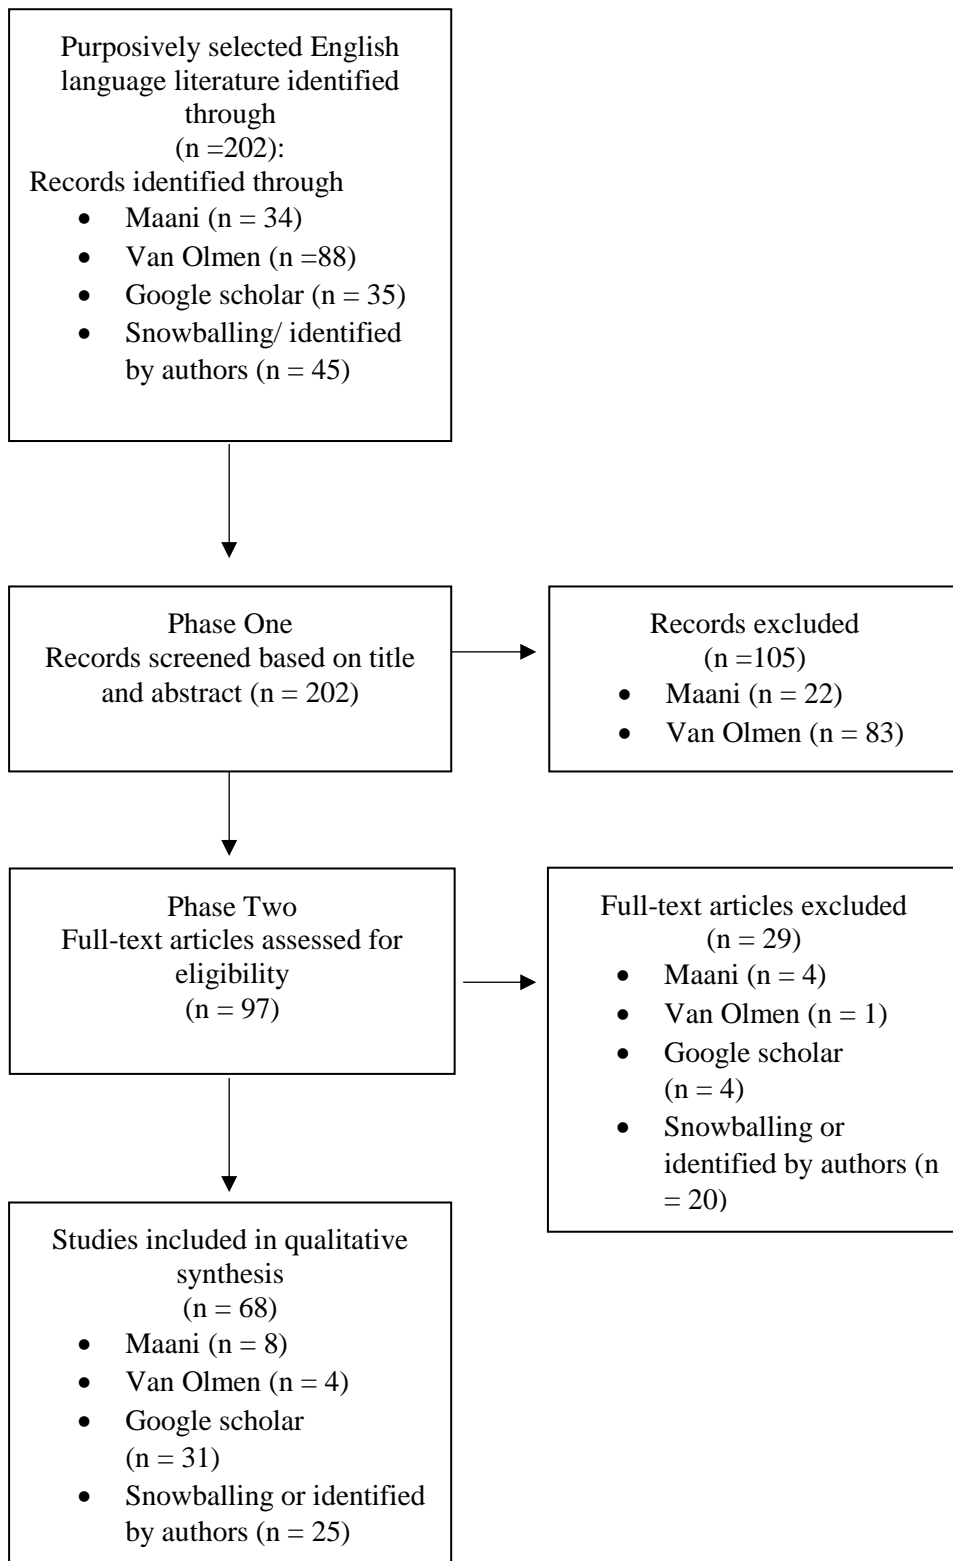 Purposively selected English
language literature identified
through
(n =202):
Records identified through
• Maani (n = 34)
• Van Olmen (n =88)
• Google scholar (n = 35)
• Snowballing/ identified
by authors (n = 45)
Phase One
Records screened based on title
and abstract (n = 202)
Records excluded
(n =105)
• Maani (n = 22)
• Van Olmen (n = 83)
Phase Two
Full-text articles assessed for
eligibility
(n = 97)
Full-text articles excluded
(n = 29)
• Maani (n = 4)
• Van Olmen (n = 1)
• Google scholar
(n = 4)
• Snowballing or
identified by authors (n
= 20)
Studies included in qualitative
synthesis
(n = 68)
• Maani (n = 8)
• Van Olmen (n = 4)
• Google scholar
(n = 31)
• Snowballing or identified
by authors (n = 25)